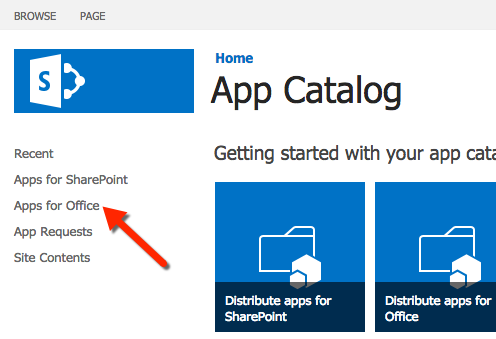 BROWSE PAGE
S
Home
App Catalog
Recent
Getting started with your app cata
Apps for SharePoint
Apps for Office
App Requests
Site Contents
Distribute apps for
SharePoint
Distribute apps for
Office